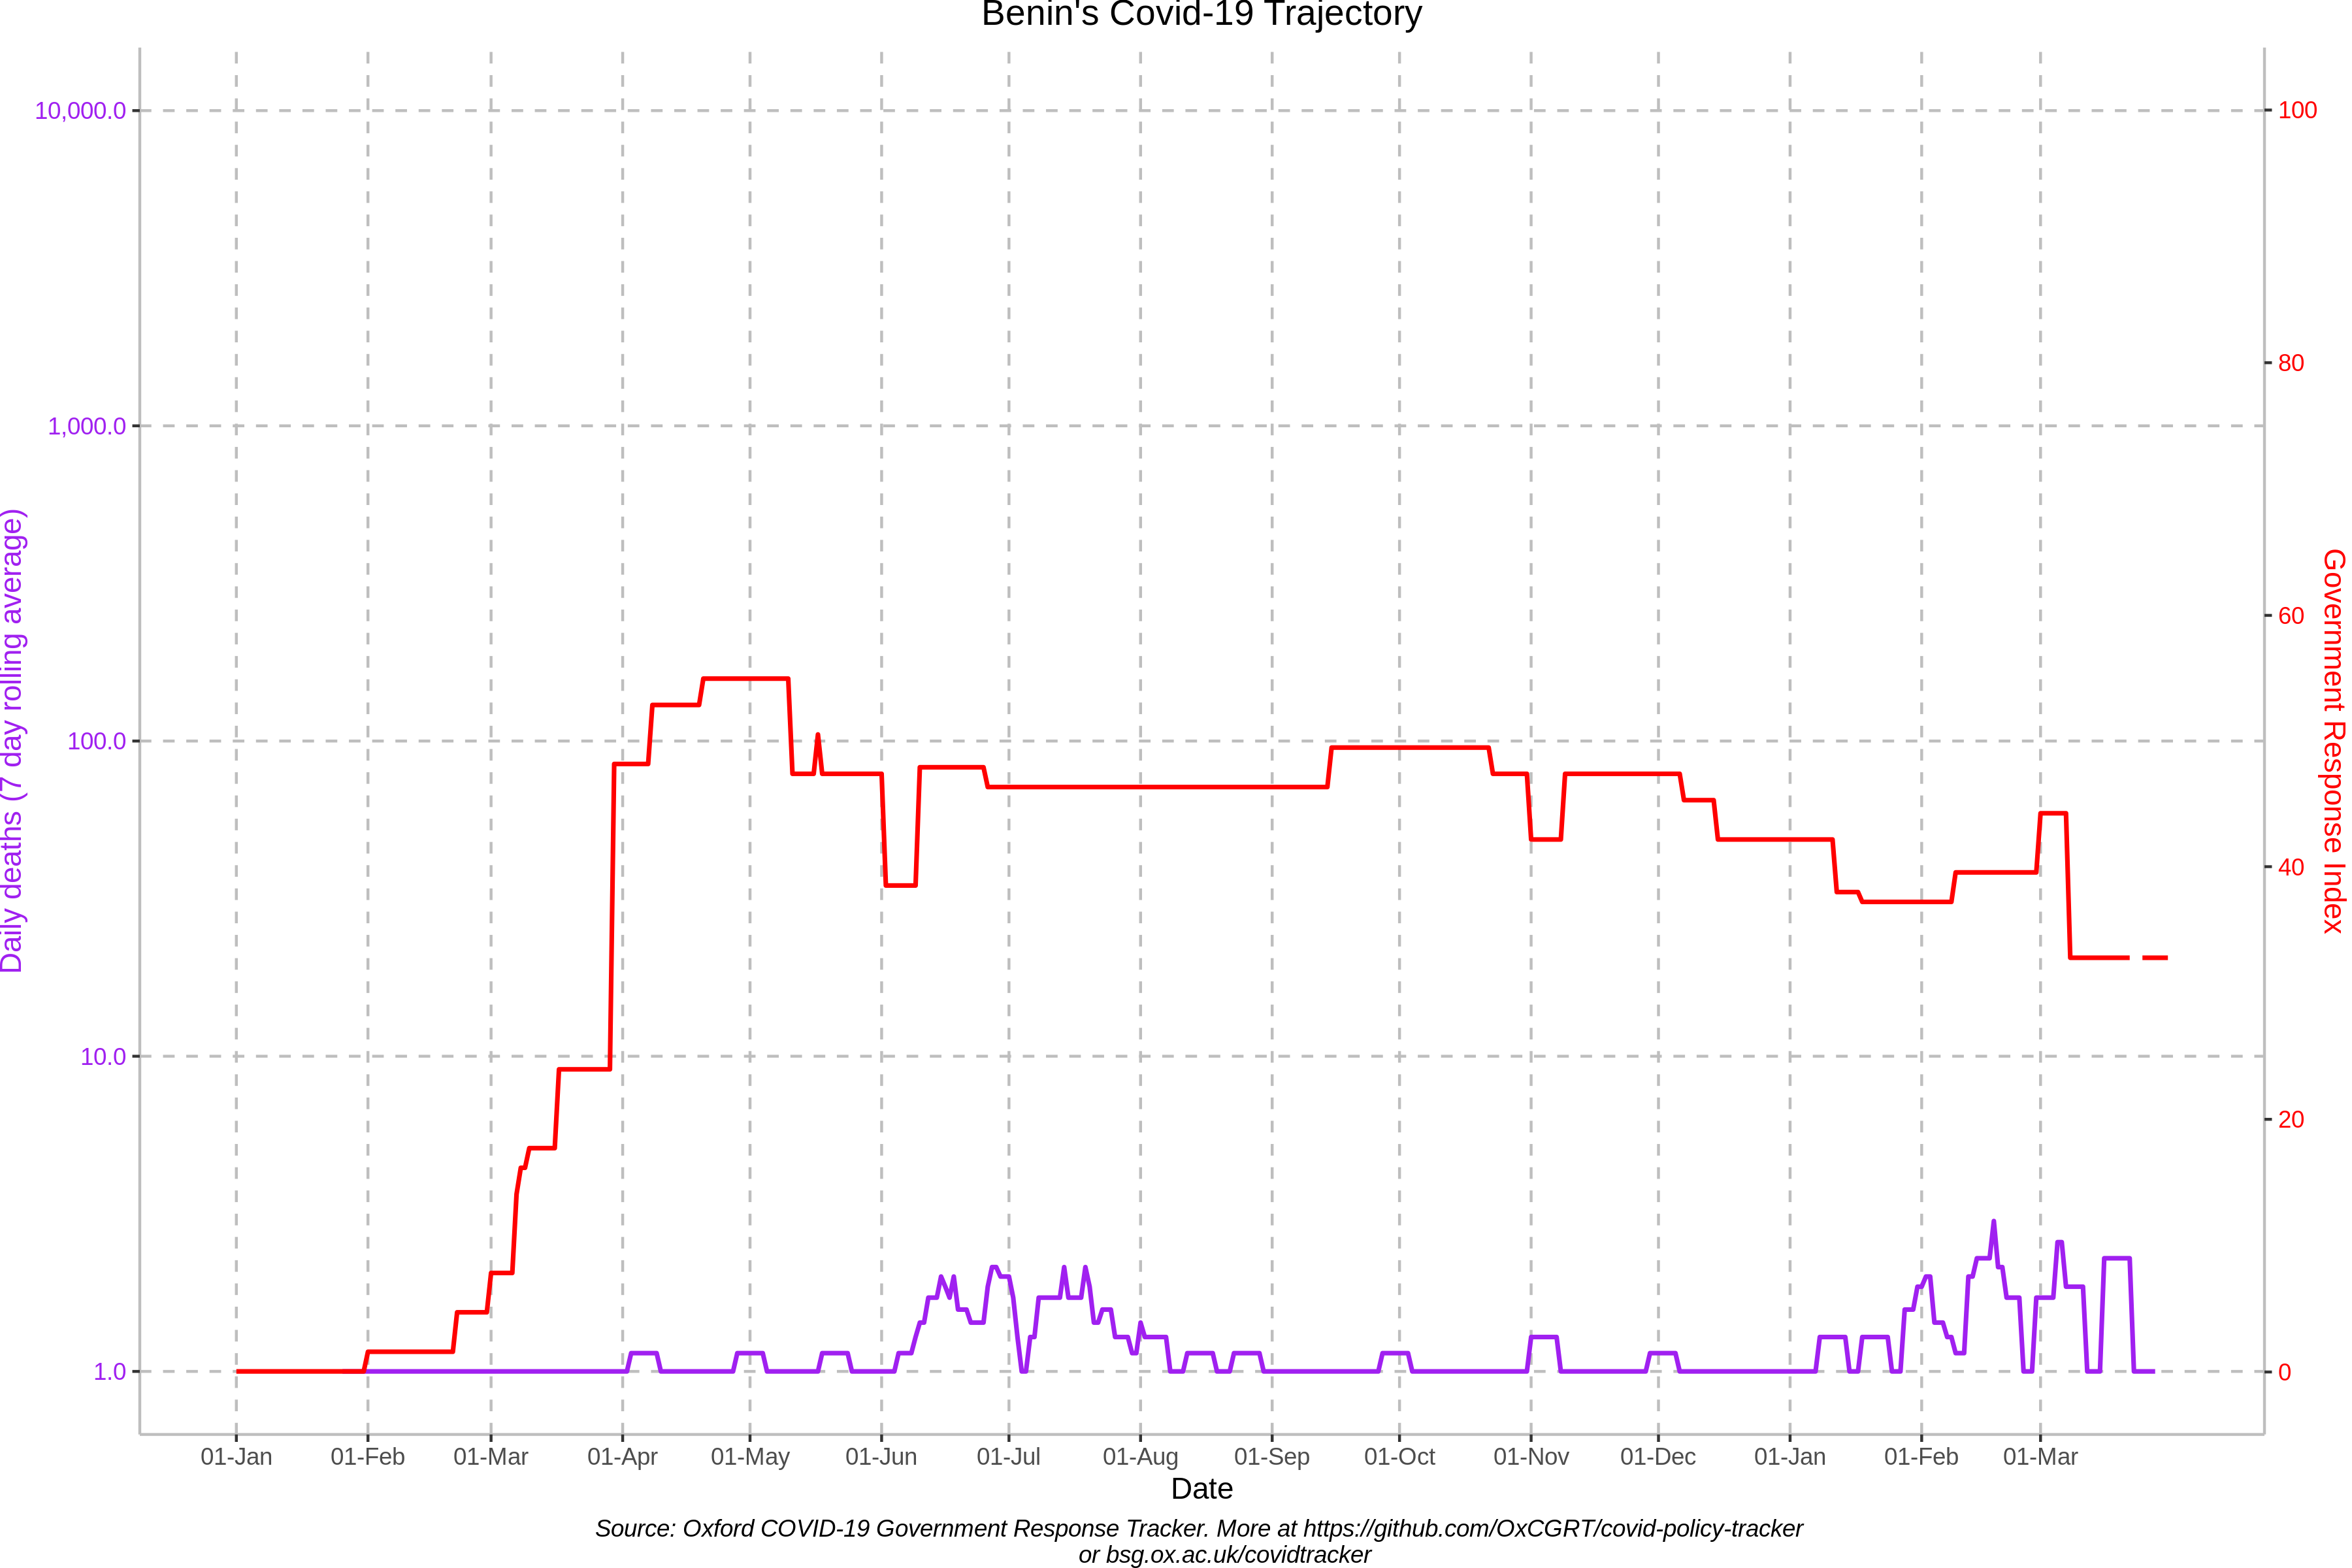 Benin's Covid-19 Trajectory
Daily deaths (7 day rolling average)
10,000.0
1,000.0
100.0
10.0
1.0
100
80
60
40
20
0
Government Response Index
01-Jan 01-Feb 01-Mar 01-Apr 01-May 01-Jun 01-Jul 01-Aug 01-Sep 01-Oct 01-Nov 01-Dec 01-Jan 01-Feb 01-Mar
Date
Source: Oxford COVID-19 Government Response Tracker. More at https://github.com/OxCGRT/covid-policy-tracker
or bsg.ox.ac.uk/covidtracker